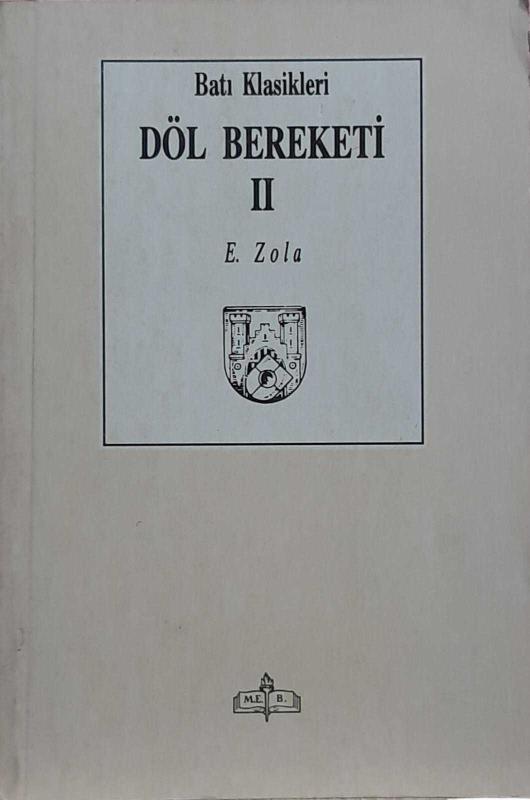 Batı Klasikleri
DÖL BEREKETİ
II
E. Zola
M.E. B.